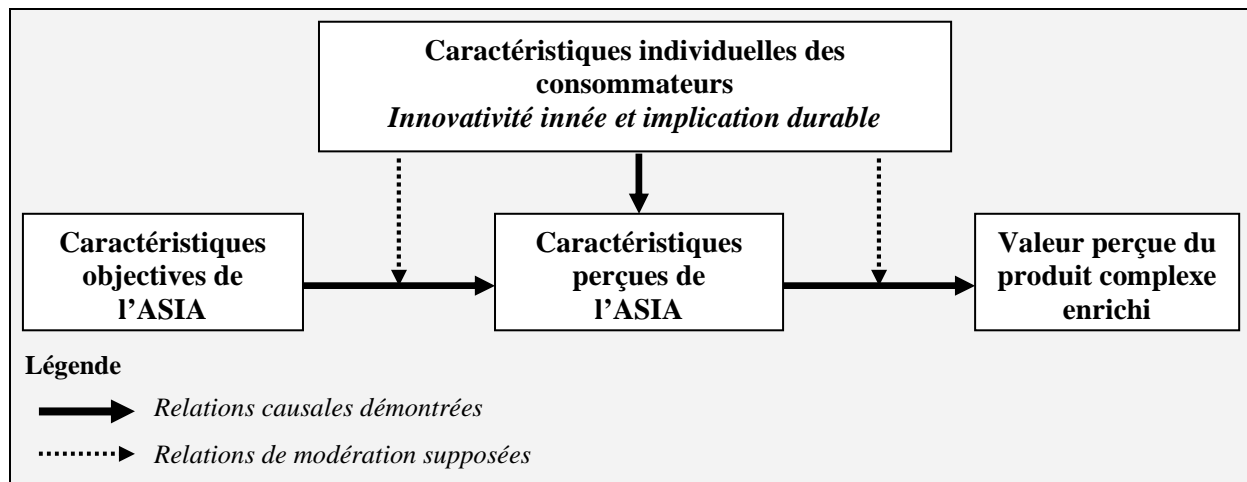 Caractéristiques individuelles des
consommateurs
Innovativité innée et implication durable
Caractéristiques
objectives de
l’ASIA
Caractéristiques
perçues de
l’ASIA
Valeur perçue du
produit complexe
enrichi
Légende
Relations causales démontrées
Relations de modération supposées